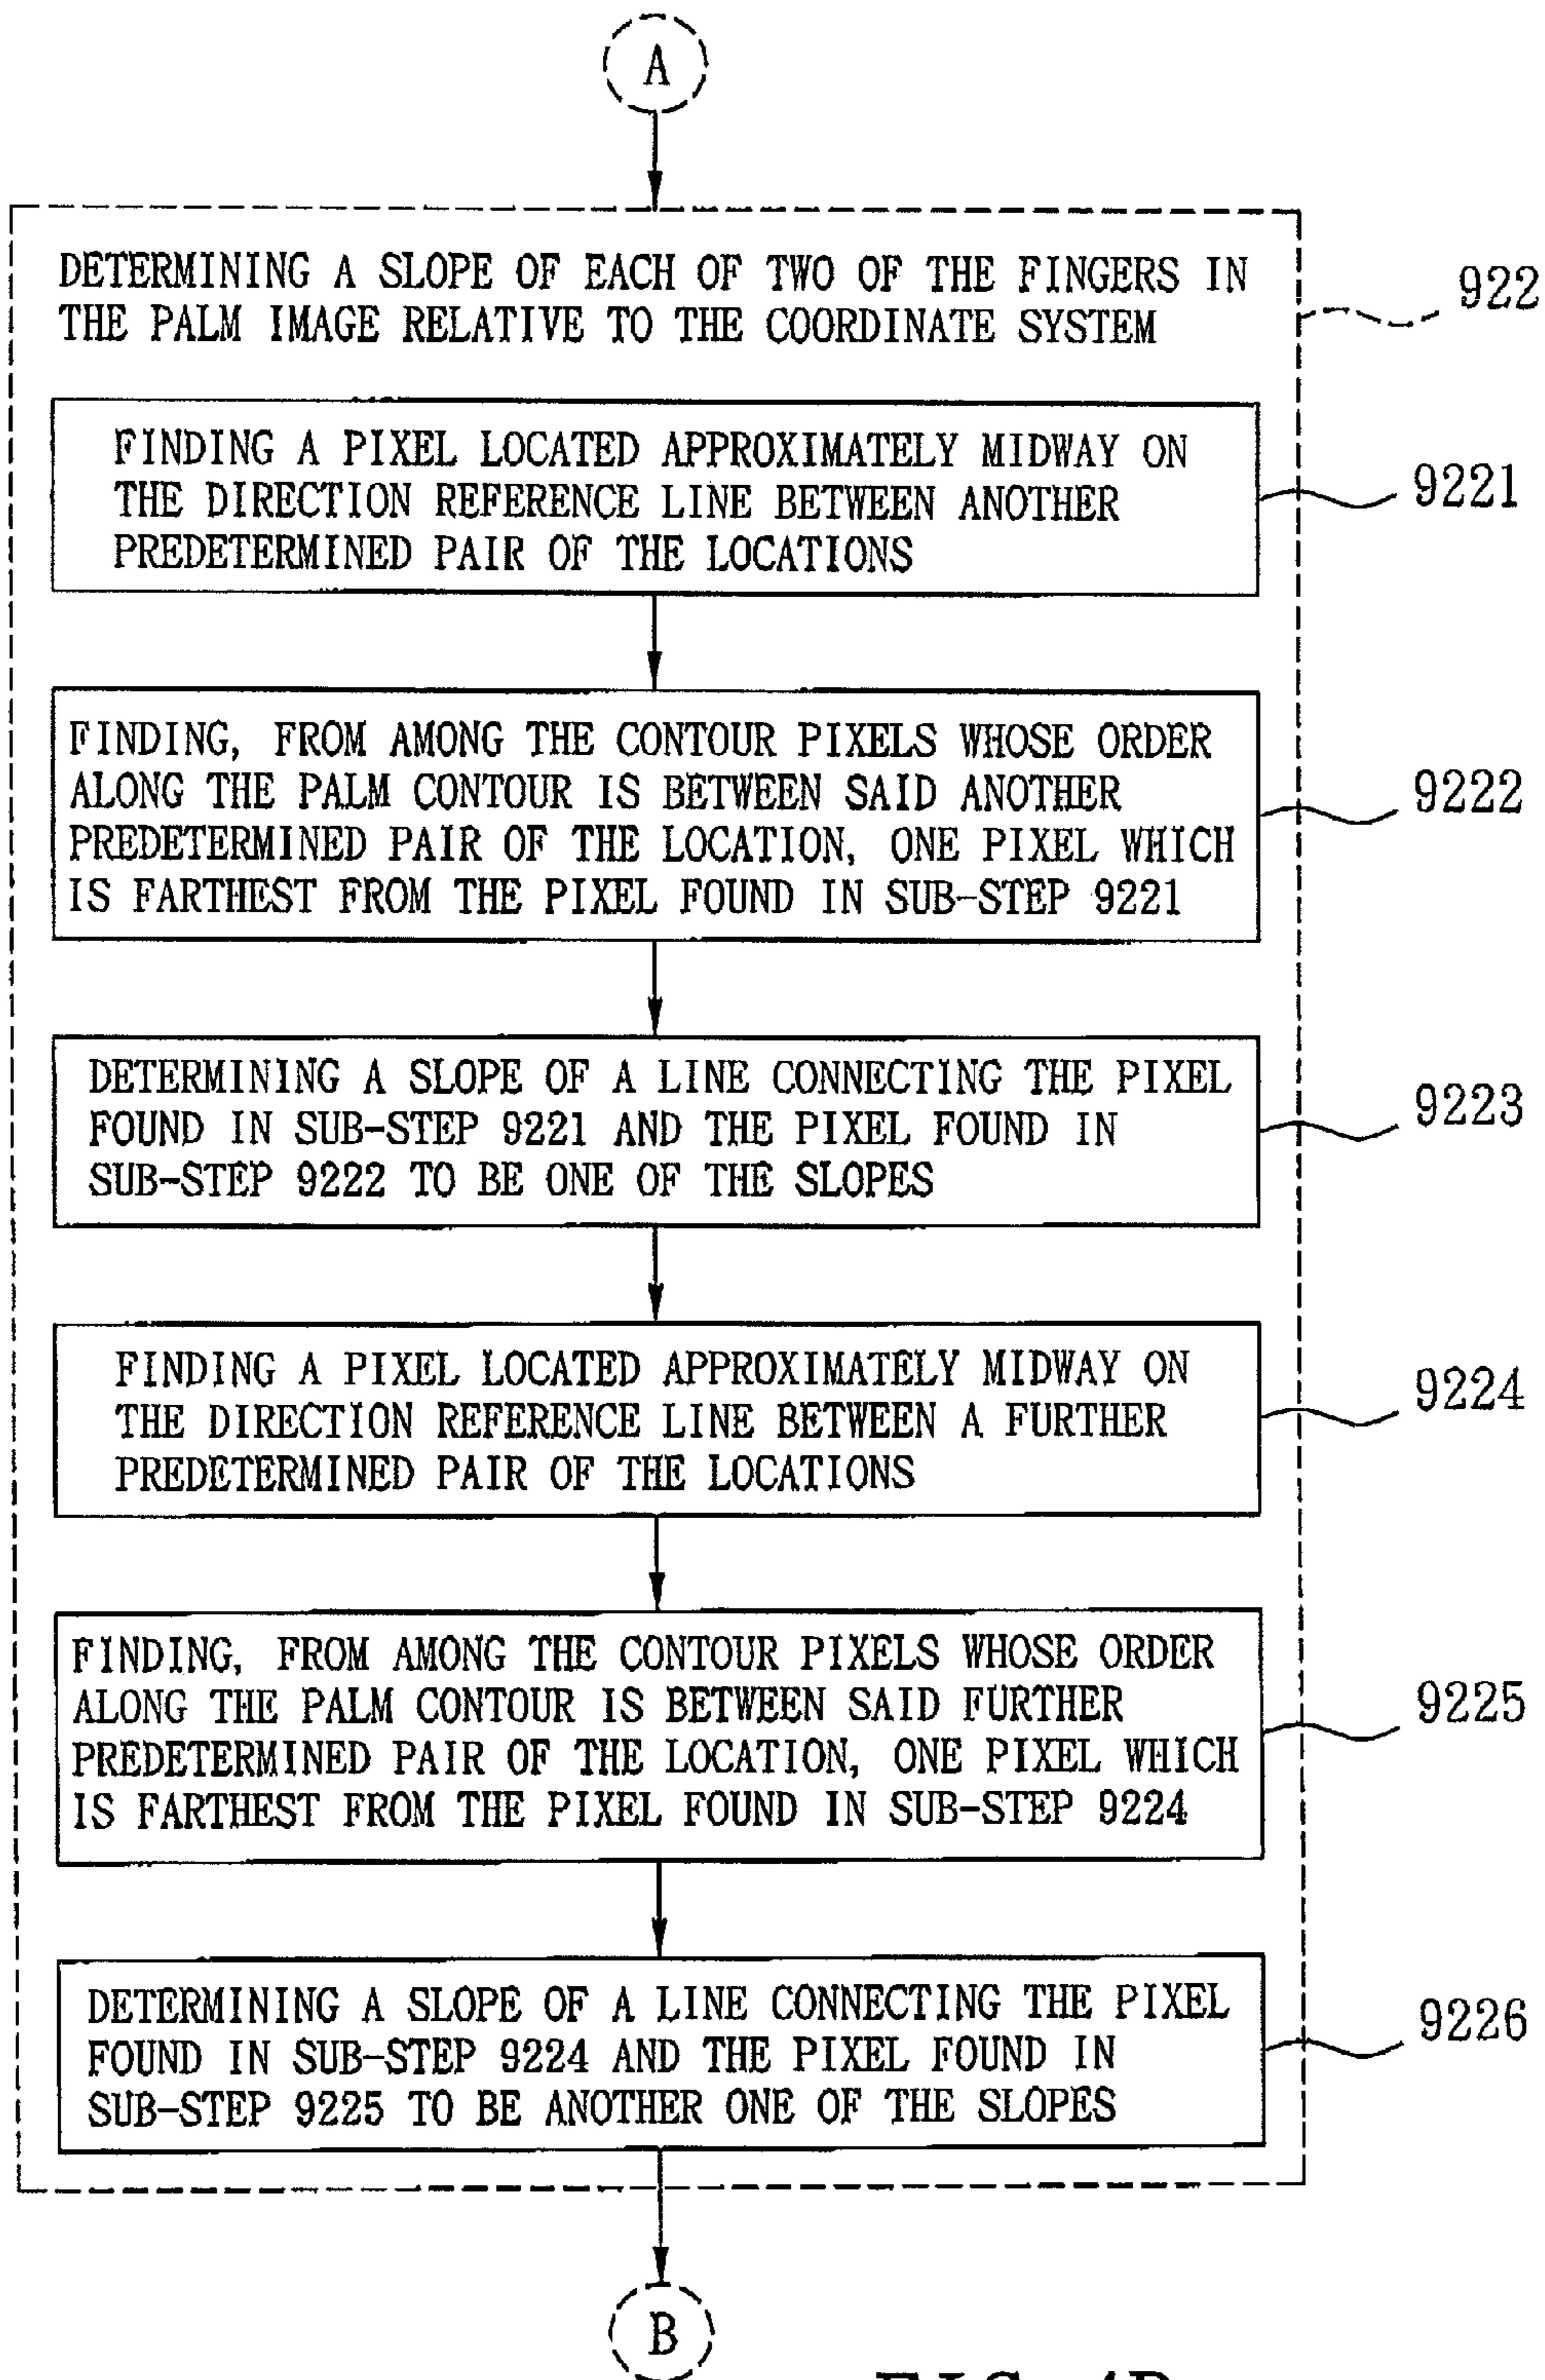 A
DETERMINING A SLOPE OF EACH OF TWO OF THE FINGERS IN
THE PALM IMAGE RELATIVE TO THE COORDINATE SYSTEM
922
FINDING A PIXEL LOCATED APPROXIMATELY MIDWAY ON
THE DIRECTION REFERENCE LINE BETWEEN ANOTHER
PREDETERMINED PAIR OF THE LOCATIONS
9221
FINDING, FROM AMONG THE CONTOUR PIXELS WHOSE ORDER
ALONG THE PALM CONTOUR IS BETWEEN SAID ANOTHER
PREDETERMINED PAIR OF THE LOCATION, ONE PIXEL WHICH
IS FARTHEST FROM THE PIXEL FOUND IN SUB-STEP 9221
9222
DETERMINING A SLOPE OF A LINE CONNECTING THE PIXEL
FOUND IN SUB-STEP 9221 AND THE PIXEL FOUND IN
SUB-STEP 9222 TO BE ONE OF THE SLOPES
9223
FINDING A PIXEL LOCATED APPROXIMATELY MIDWAY ON
THE DIRECTION REFERENCE LINE BETWEEN A FURTHER
PREDETERMINED PAIR OF THE LOCATIONS
9224
FINDING, FROM AMONG THE CONTOUR PIXELS WHOSE ORDER
ALONG THE PALM CONTOUR IS BETWEEN SAID FURTHER
PREDETERMINED PAIR OF THE LOCATION, ONE PIXEL WHICH
IS FARTHEST FROM THE PIXEL FOUND IN SUB-STEP 9224
9225
DETERMINING A SLOPE OF A LINE CONNECTING THE PIXEL
FOUND IN SUB-STEP 9224 AND THE PIXEL FOUND IN
SUB-STEP 9225 TO BE ANOTHER ONE OF THE SLOPES
9226
B